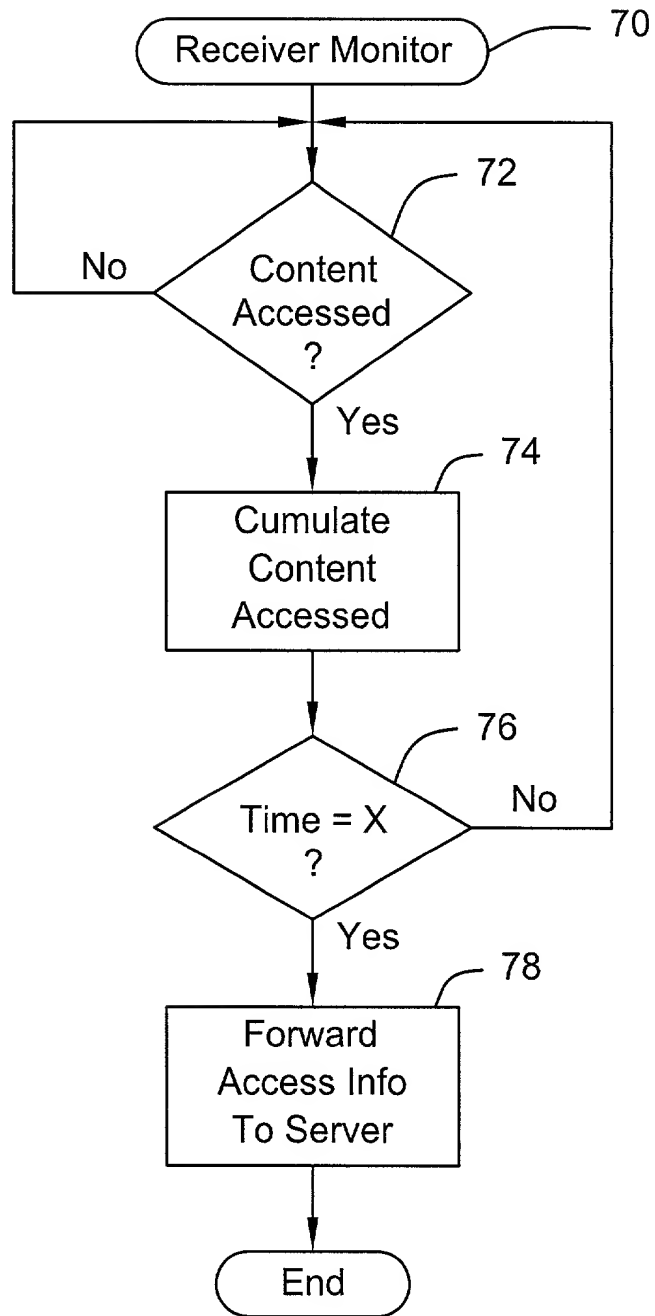 Receiver Monitor
70
72
No
Content
Accessed
?
Yes
74
Cumulate
Content
Accessed
76
Time = X
?
No
Yes
78
Forward
Access Info
To Server
End